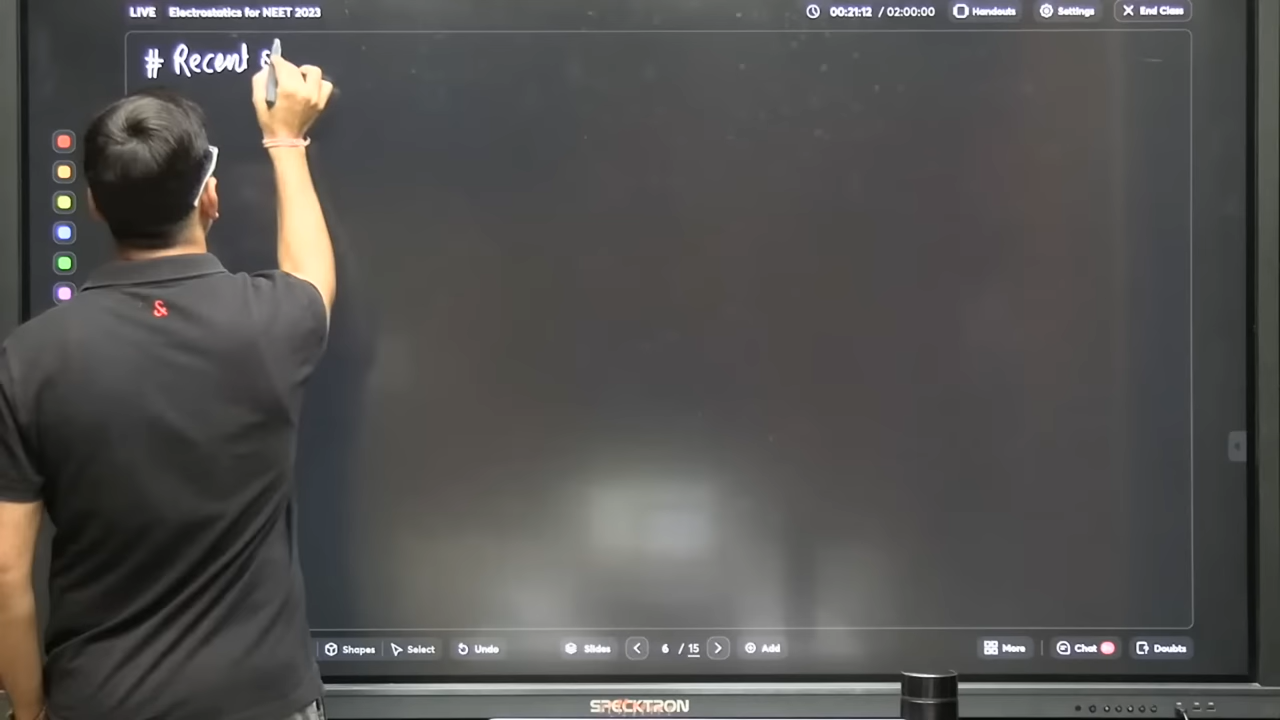 LIVE Electrostatics for NEET 2023 00:21:12 / 02:00:00 Handouts Settings End Class
# Recent
&
Shapes Select Undo Slides 6 / 15 Add More Chat Doubts
SPECKTRON